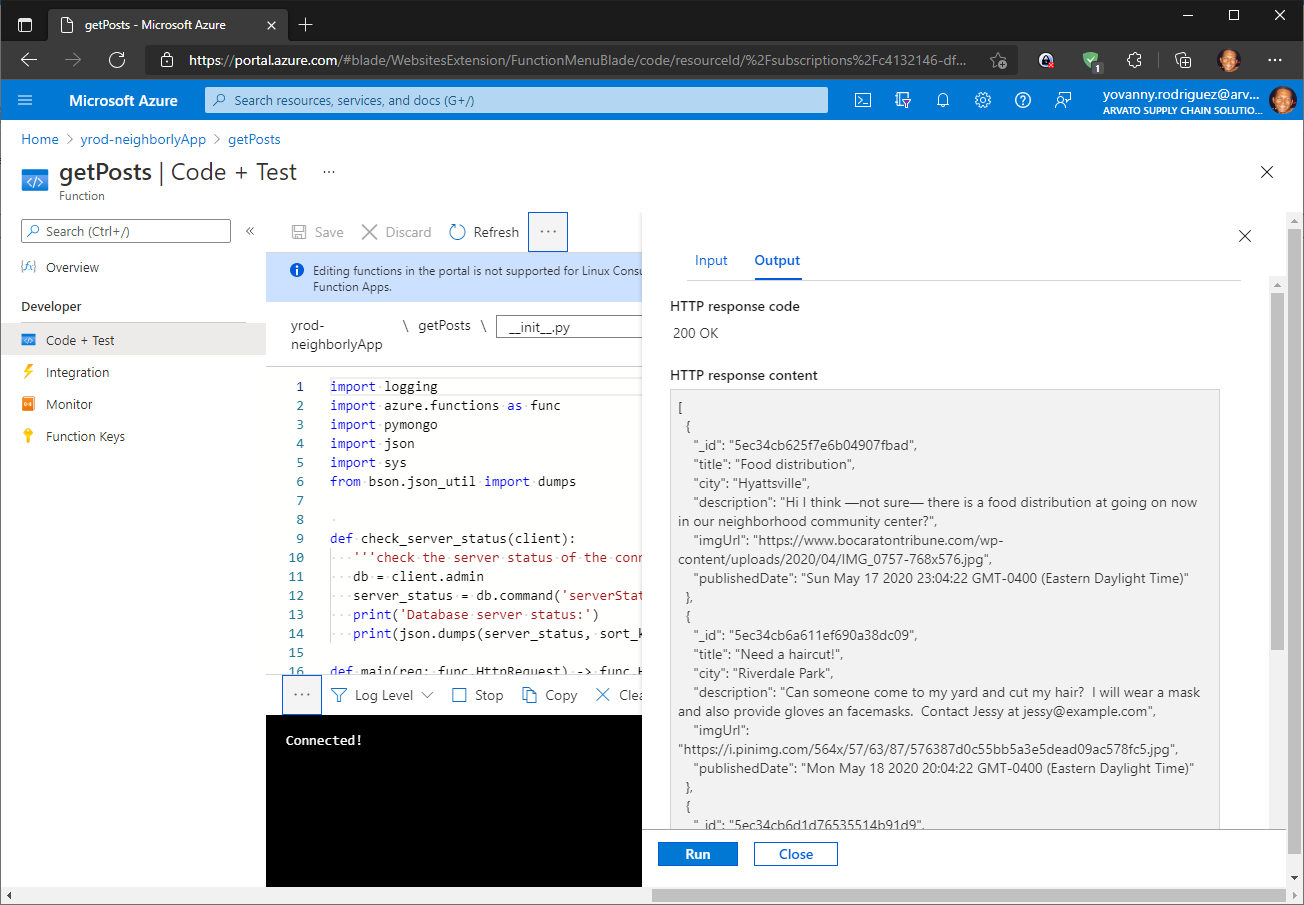 getPosts - Microsoft Azure
https://portal.azure.com/#blade/WebsitesExtension/FunctionMenuBlade/code/resourceId/%2Fsubscriptions%2Fc4132146-df...
1
Microsoft Azure
Search resources, services, and docs (G+/)
yovanny.rodriguez@arv...
ARVATO SUPPLY CHAIN SOLUTIO...
Home > yrod-neighborlyApp > getPosts
getPosts | Code + Test ...
Function
Search (Ctrl+/)
«
Overview
Developer
Code + Test
Integration
Monitor
Function Keys
Save
Discard
Refresh
...
Editing functions in the portal is not supported for Linux Consu
Function Apps.
yrod-
neighborlyApp
\ getPosts \
__init__.py
1 import logging
2 import azure.functions as func
3 import pymongo
4 import json
5 import sys
6 from bson.json_util import dumps
7
8
9 def check_server_status(client):
10 '''check the server status of the conn
11 db = client.admin
12 server_status = db.command('serverStat
13 print('Database server status:')
14 print(json.dumps(server_status, sort_k
15
16 def main(req: func.HttpRequest) -> func.H
...
Log Level
Stop
Copy
Clea
Connected!
Input
Output
HTTP response code
200 OK
HTTP response content
[
{
"_id": "5ec34cb625f7e6b04907fbad",
"title": "Food distribution",
"city": "Hyattsville",
"description": "Hi I think —not sure— there is a food distribution at going on now
in our neighborhood community center?",
"imgUrl": "https://www.bocaratontribune.com/wp-
content/uploads/2020/04/IMG_0757-768x576.jpg",
"publishedDate": "Sun May 17 2020 23:04:22 GMT-0400 (Eastern Daylight Time)"
},
{
"_id": "5ec34cb6a611ef690a38dc09",
"title": "Need a haircut!",
"city": "Riverdale Park",
"description": "Can someone come to my yard and cut my hair?  I will wear a mask
and also provide gloves an facemasks.  Contact Jessy at jessy@example.com",
"imgUrl":
"https://i.pinimg.com/564x/57/63/87/576387d0c55bb5a3e5dead09ac578fc5.jpg",
"publishedDate": "Mon May 18 2020 20:04:22 GMT-0400 (Eastern Daylight Time)"
},
{
"_id": "5ec34cb6d1d76535514b91d9",
Run
Close